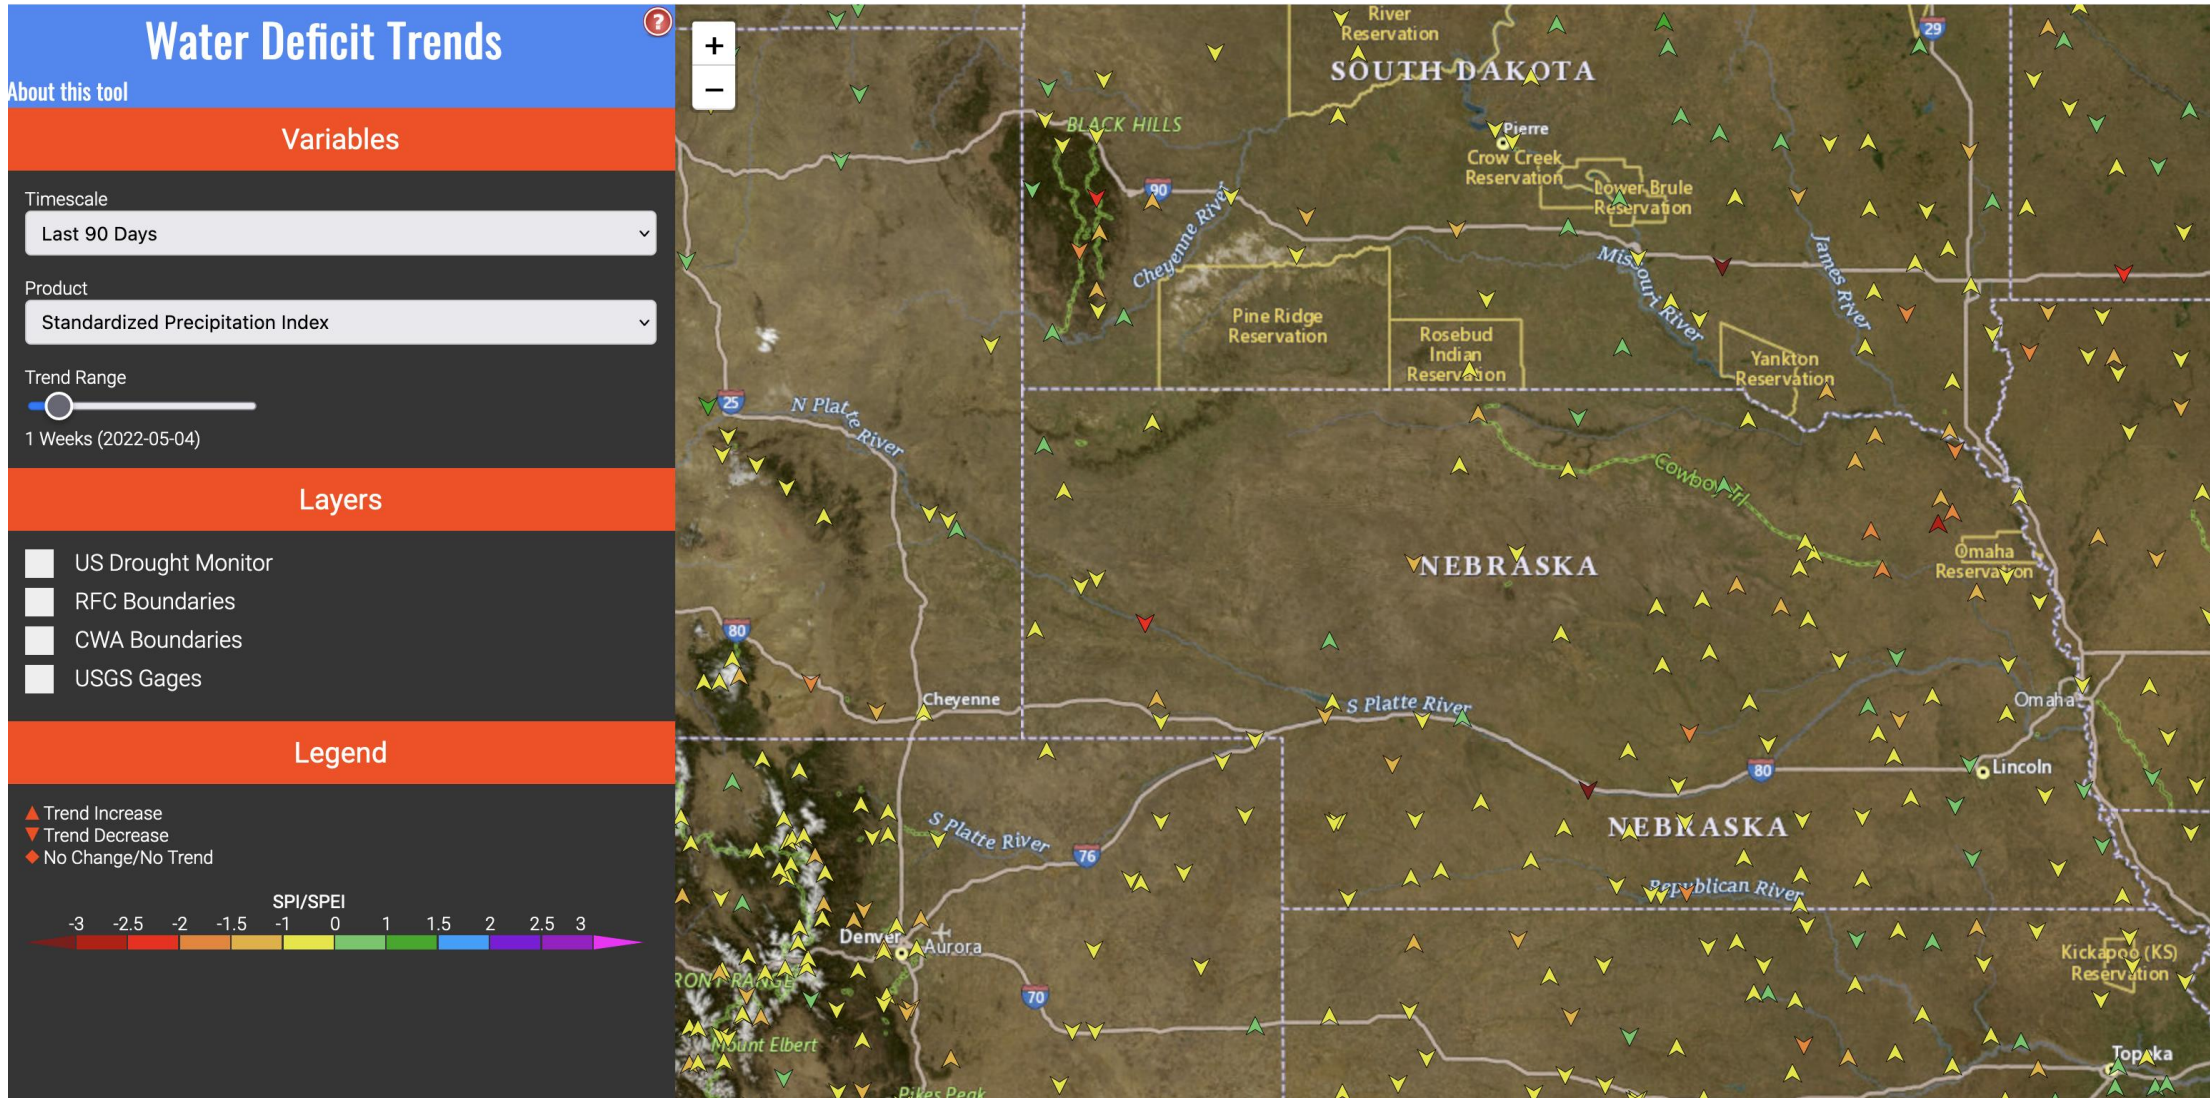 Water Deficit Trends
?
About this tool
Variables
Timescale
Last 90 Days
Product
Standardized Precipitation Index
Trend Range
1 Weeks (2022-05-04)
Layers
US Drought Monitor
RFC Boundaries
CWA Boundaries
USGS Gages
Legend
Trend Increase
Trend Decrease
No Change/No Trend
SPI/SPEI
-3 -2.5 -2 -1.5 -1 0 1 1.5 2 2.5 3
+
−
River
Reservation
29
SOUTH DAKOTA
BLACK HILLS
Pierre
Crow Creek
Reservation
90
Lower Brule
Reservation
Cheyenne River
Missouri River
James River
Pine Ridge
Reservation
Rosebud
Indian
Reservation
Yankton
Reservation
25
N Platte River
Cowboy Trl
NEBRASKA
Omaha
Reservation
80
Cheyenne
S Platte River
Omaha
80
Lincoln
S Platte River
NEBRASKA
76
Republican River
Denver
Aurora
Kickapoo (KS)
Reservation
RONT RANGE
70
Mount Elbert
Topeka
Pikes Peak